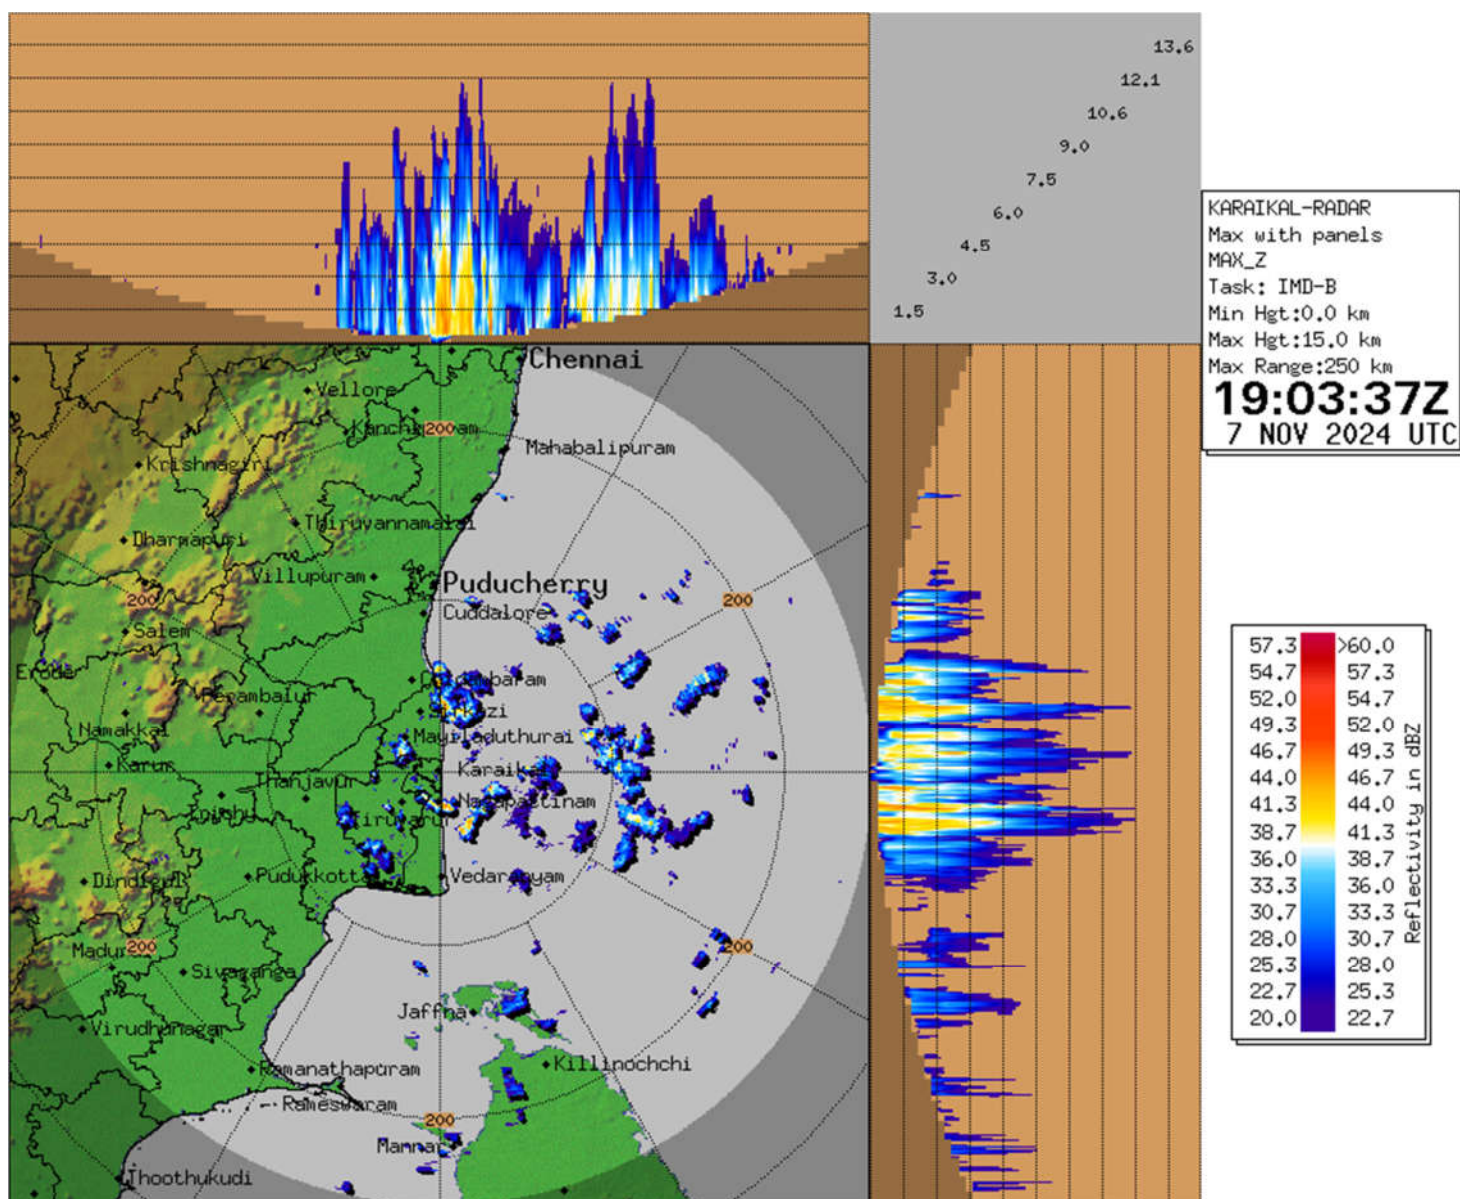 13.6
12.1
10.6
9.0
7.5
6.0
4.5
3.0
1.5
KARAIKAL-RADAR
Max with panels
MAX_Z
Task: IMD-B
Min Hgt:0.0 km
Max Hgt:15.0 km
Max Range:250 km
19:03:37Z
7 NOV 2024 UTC
Chennai
Vellore
200
Mahabalipuram
Krishnagiri
Thiruvannamalai
Dharmapuri
Villupuram
Puducherry
200
200
Cuddalore
Salem
Erode
Perambalur
Namakkal
Mayiladuthurai
Karur
Karaikal
Thanjavur
Nagapattinam
Tiruvarur
Dindigul
Pudukkottai
Vedaranyam
200
200
Sivaganga
Jaffna
Virudhunagar
Killinochchi
Ramanathapuram
Rameswaram
200
Mannar
Thoothukudi
57.3 >60.0
54.7 57.3
52.0 54.7
49.3 52.0
46.7 49.3
44.0 46.7
41.3 44.0
38.7 41.3
36.0 38.7
33.3 36.0
30.7 33.3
28.0 30.7
25.3 28.0
22.7 25.3
20.0 22.7
Reflectivity in dBZ